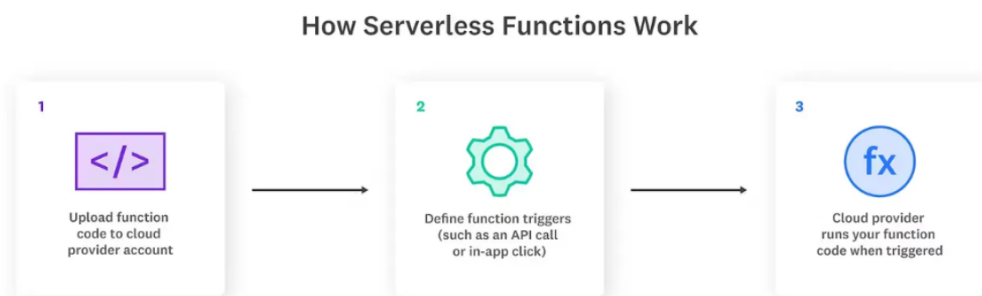 How Serverless Functions Work
1
</>
Upload function
code to cloud
provider account
2
Define function triggers
(such as an API call
or in-app click)
3
fx
Cloud provider
runs your function
code when triggered